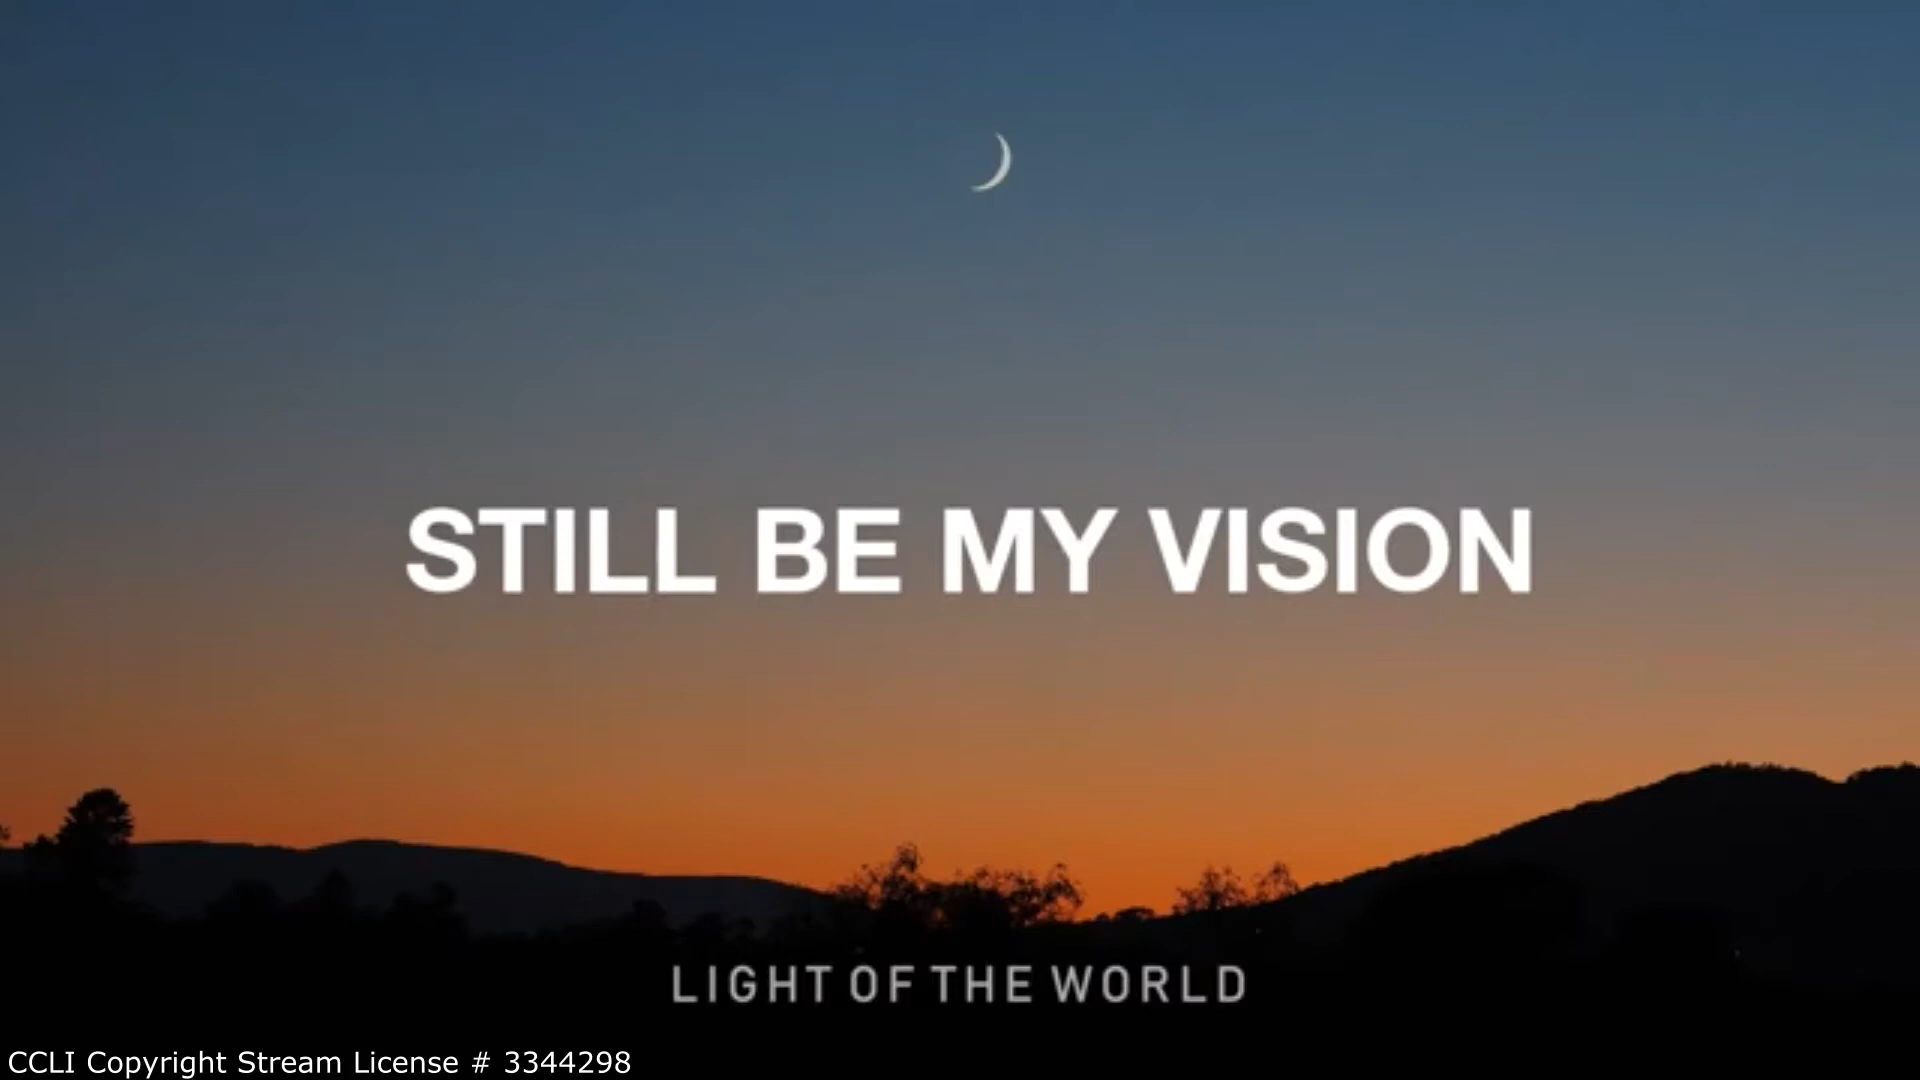 STILL BE MY VISION
LIGHT OF THE WORLD
CCLI Copyright Stream License # 3344298